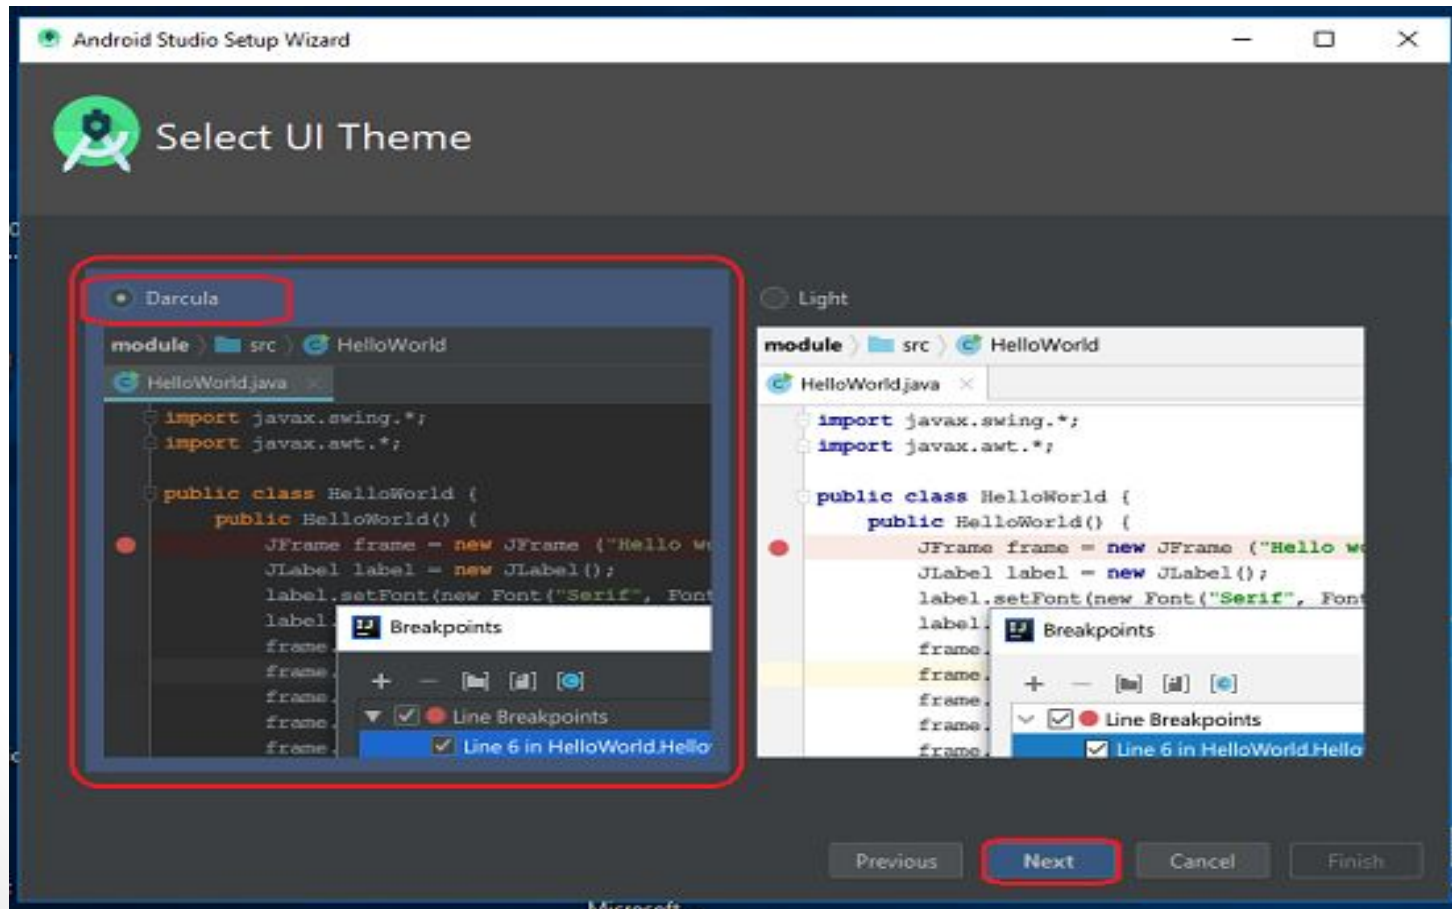 Android Studio Setup Wizard
Select UI Theme
Darcula
module src HelloWorld
HelloWorld.java
import javax.swing.*;
import javax.awt.*;
public class HelloWorld {
public HelloWorld() {
JFrame frame = new JFrame ("Hello w
JLabel label = new JLabel();
label.setFont(new Font("Serif", Font
label.
frame.
frame.
frame.
frame.
frame.
Breakpoints
Line Breakpoints
Line 6 in HelloWorld.Hello
Light
module src HelloWorld
HelloWorld.java
import javax.swing.*;
import javax.awt.*;
public class HelloWorld {
public HelloWorld() {
JFrame frame = new JFrame ("Hello w
JLabel label = new JLabel();
label.setFont(new Font("Serif", Font
label.
frame.
frame.
frame.
frame.
frame.
Breakpoints
Line Breakpoints
Line 6 in HelloWorld.Hello
Previous Next Cancel Finish
Microsoft